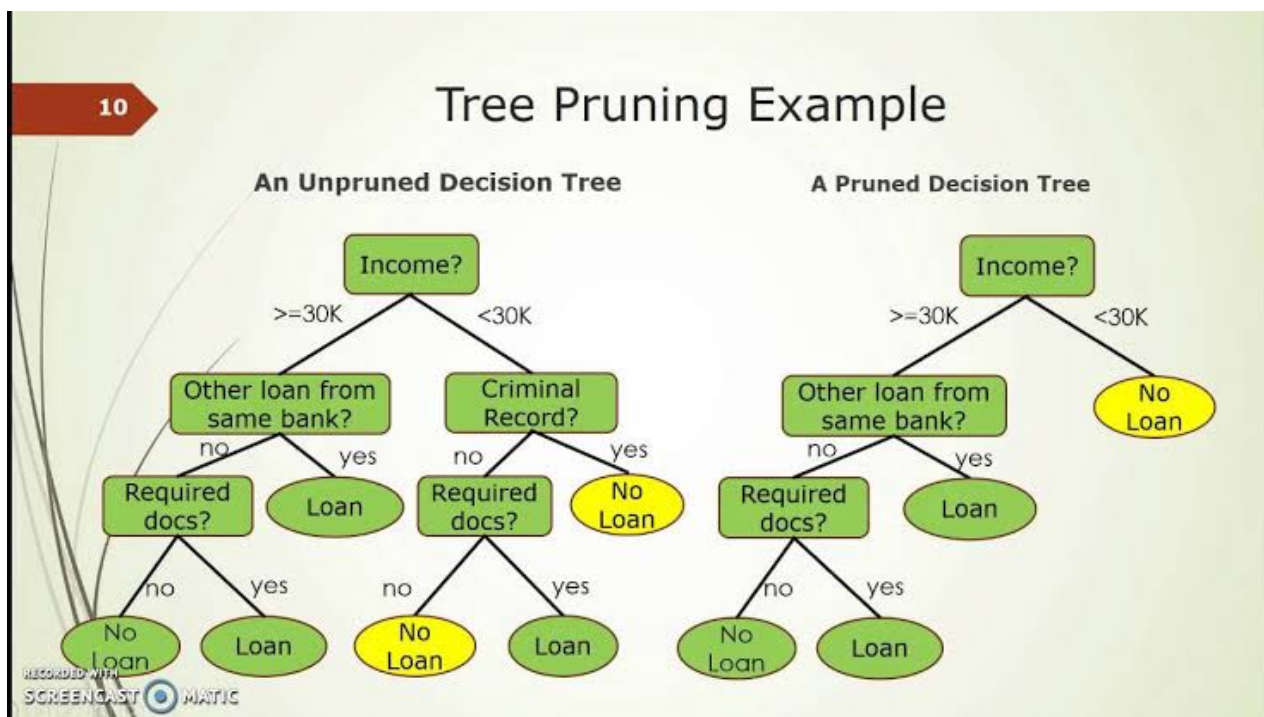 10
Tree Pruning Example
An Unpruned Decision Tree
Income?
>=30K
<30K
Other loan from
same bank?
Criminal
Record?
no
yes
no
yes
Required
docs?
Loan
Required
docs?
No
Loan
no
yes
no
yes
No
Loan
Loan
No
Loan
Loan
A Pruned Decision Tree
Income?
>=30K
<30K
Other loan from
same bank?
No
Loan
no
yes
Required
docs?
Loan
no
yes
No
Loan
Loan
RECORDED WITH
SCREENCAST MATIC